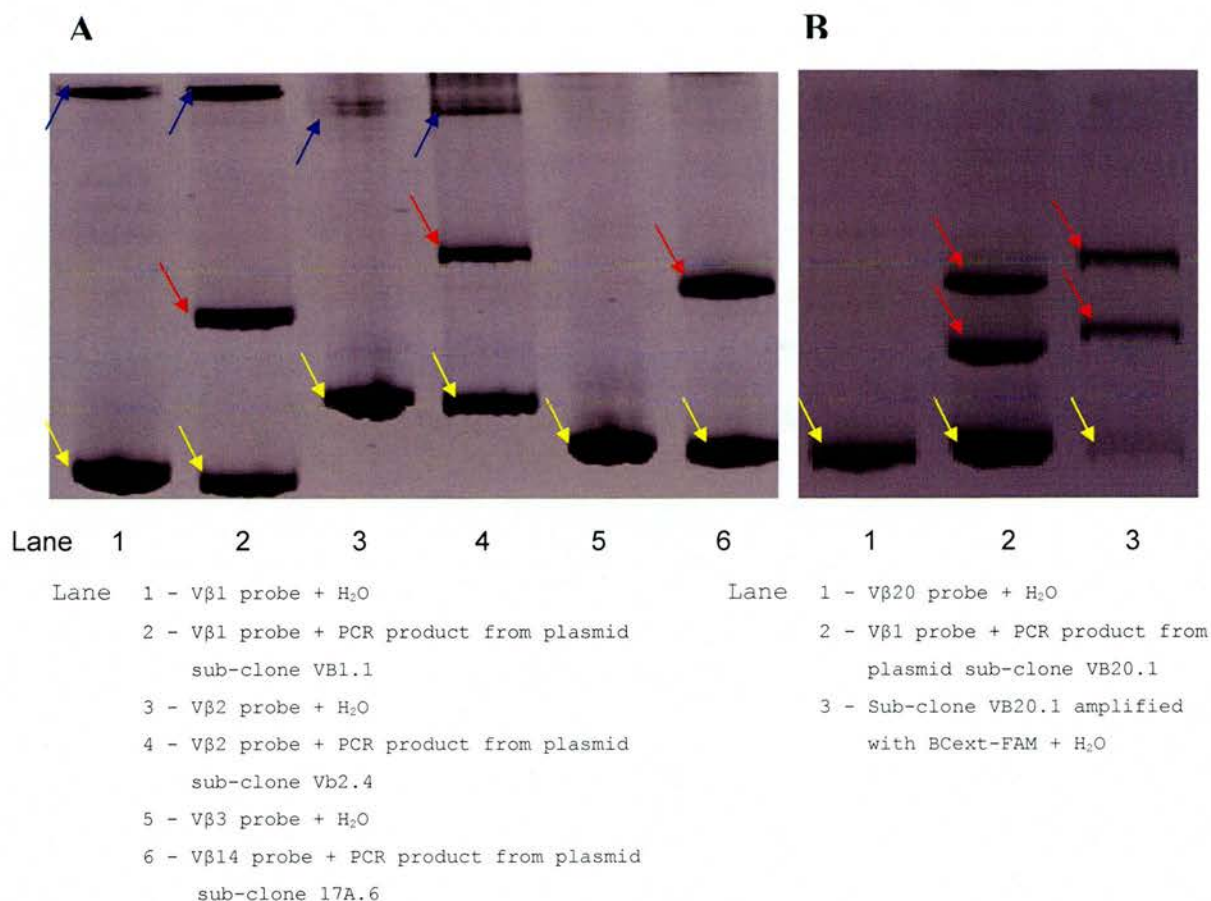 A
B
Lane 1 2 3 4 5 6
1 2 3
Lane 1 - Vβ1 probe + H₂O
2 - Vβ1 probe + PCR product from plasmid
sub-clone VB1.1
3 - Vβ2 probe + H₂O
4 - Vβ2 probe + PCR product from plasmid
sub-clone Vb2.4
5 - Vβ3 probe + H₂O
6 - Vβ14 probe + PCR product from plasmid
sub-clone 17A.6
Lane 1 - Vβ20 probe + H₂O
2 - Vβ1 probe + PCR product from
plasmid sub-clone VB20.1
3 - Sub-clone VB20.1 amplified
with BCext-FAM + H₂O